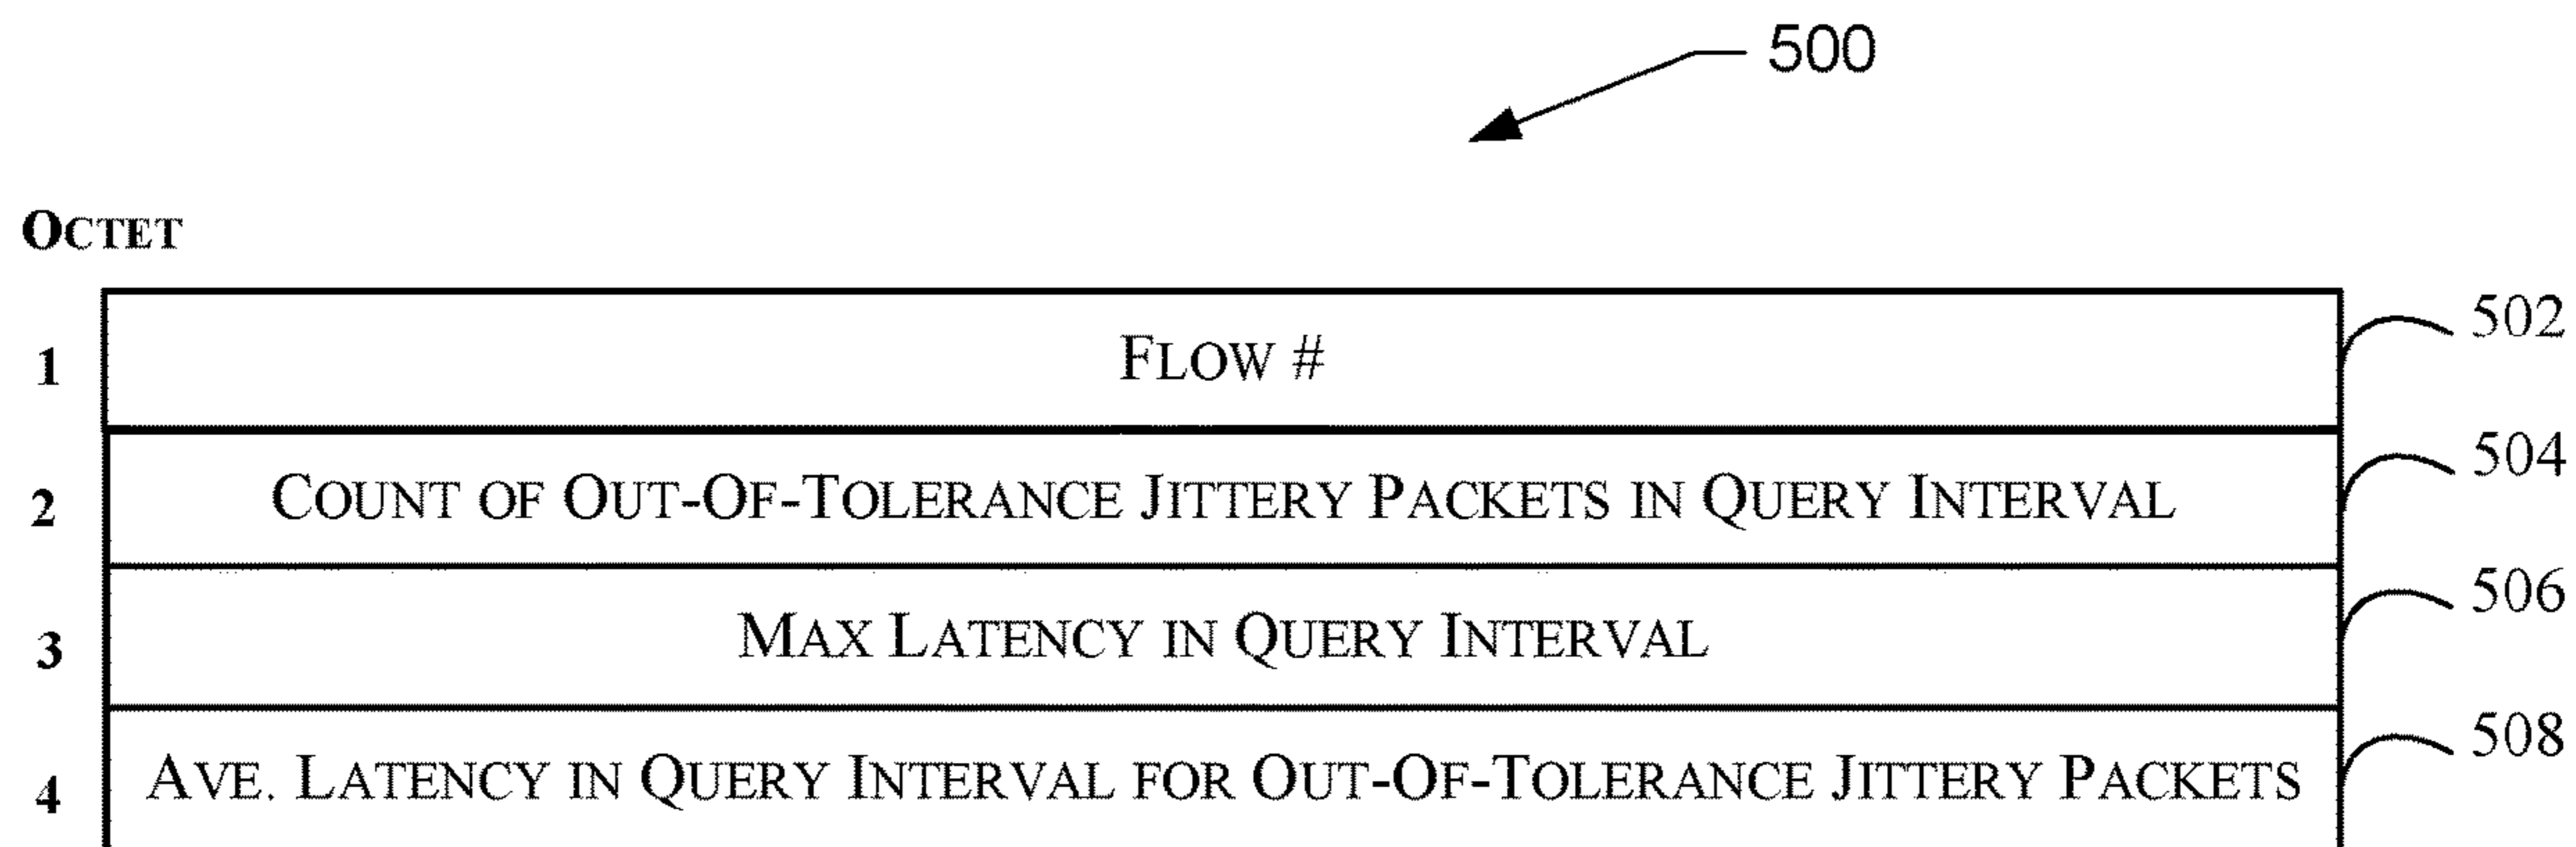 500
OCTET
1 FLOW # 502
2 COUNT OF OUT-OF-TOLERANCE JITTERY PACKETS IN QUERY INTERVAL 504
3 MAX LATENCY IN QUERY INTERVAL 506
4 AVE. LATENCY IN QUERY INTERVAL FOR OUT-OF-TOLERANCE JITTERY PACKETS 508